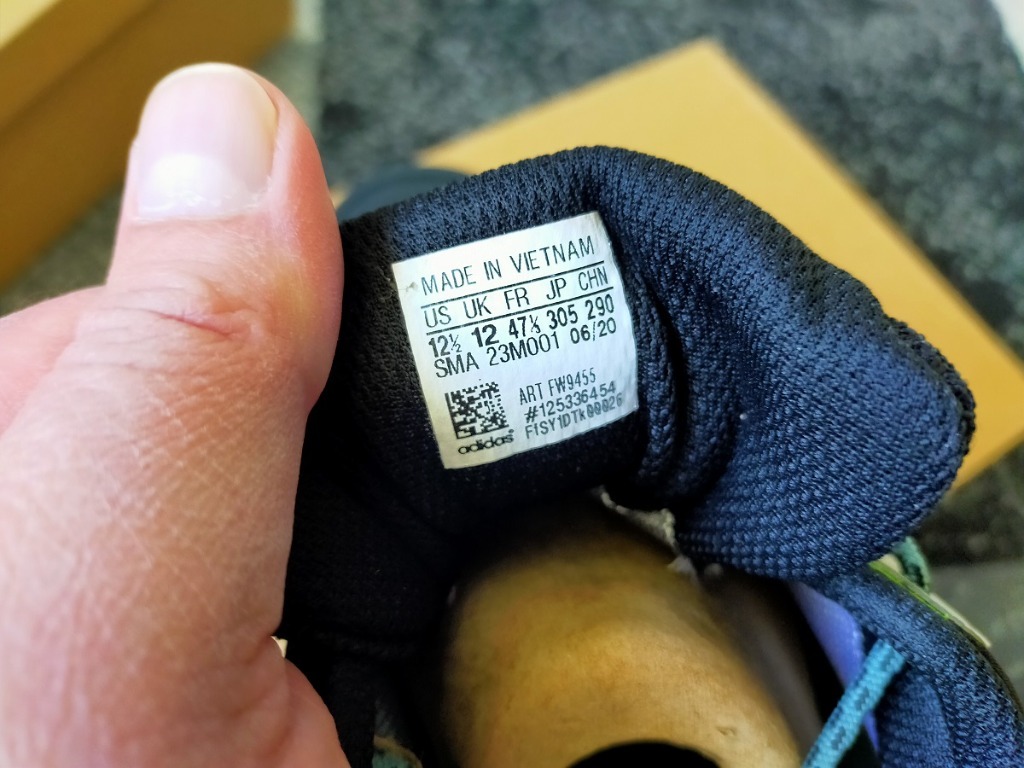 MADE IN VIETNAM
US UK FR JP CHN
12½ 12 47⅓ 305 290
SMA 23M001 06/20
ART FW9455
#125336454
adidas